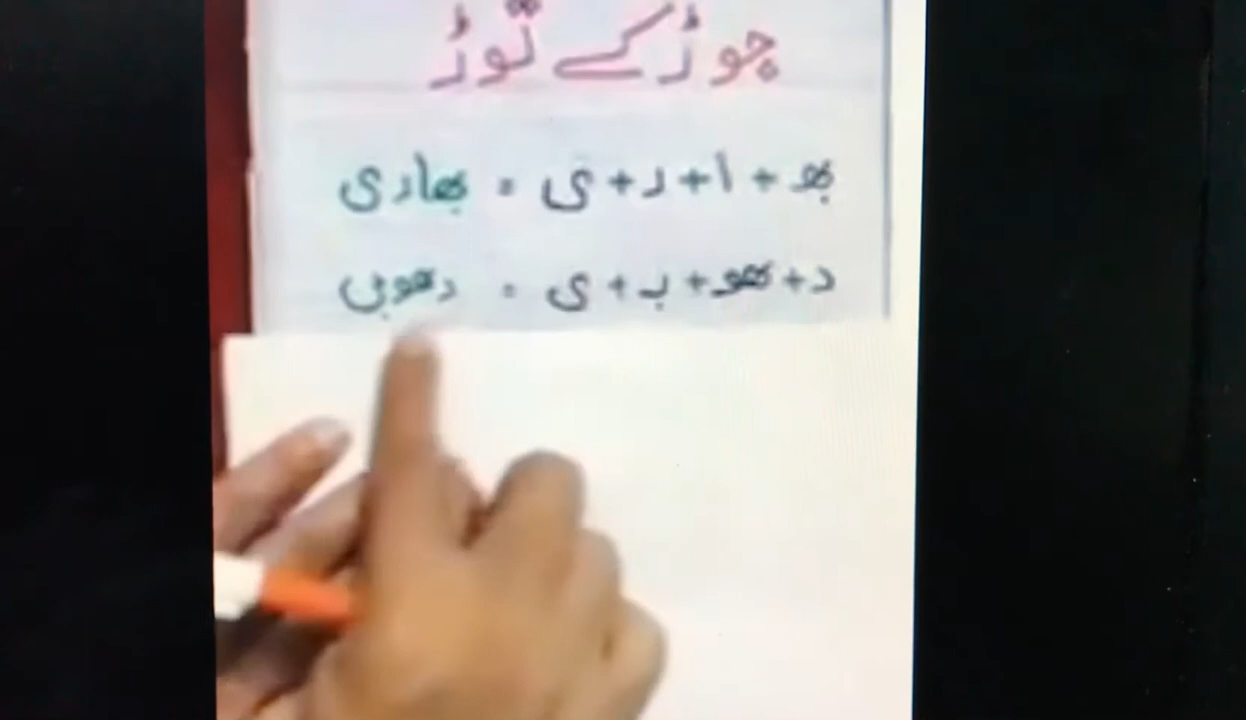 جوڑ کے توڑ
بھ + ا + ر + ی = بھاری
د + ھو + ب + ی = دھوبی